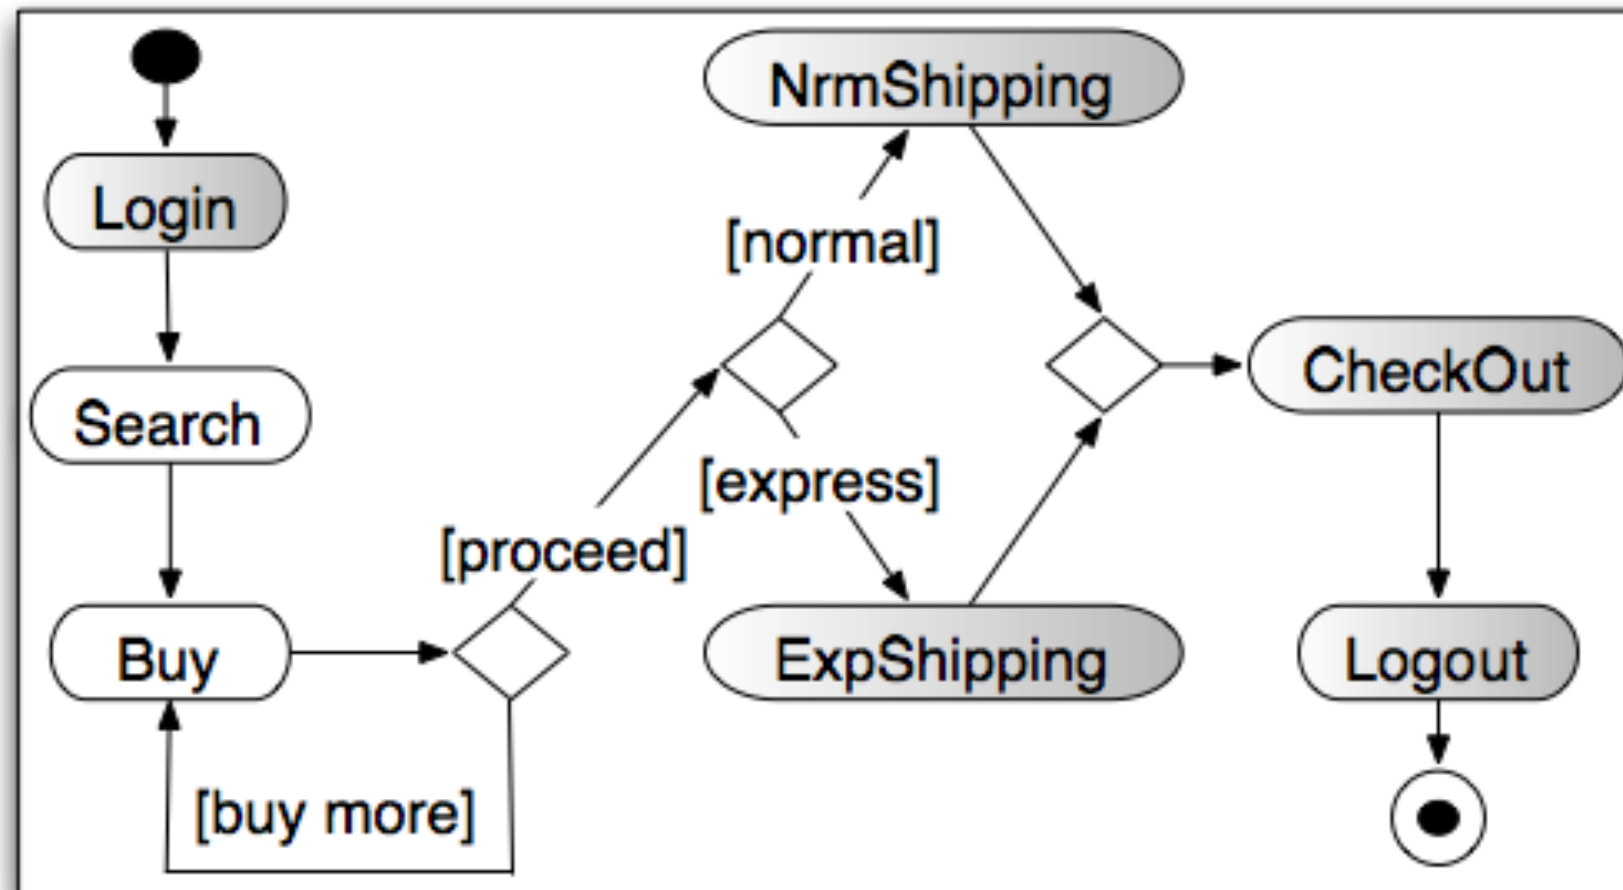 Login
Search
Buy
[buy more]
[proceed]
[normal]
[express]
NrmShipping
ExpShipping
CheckOut
Logout